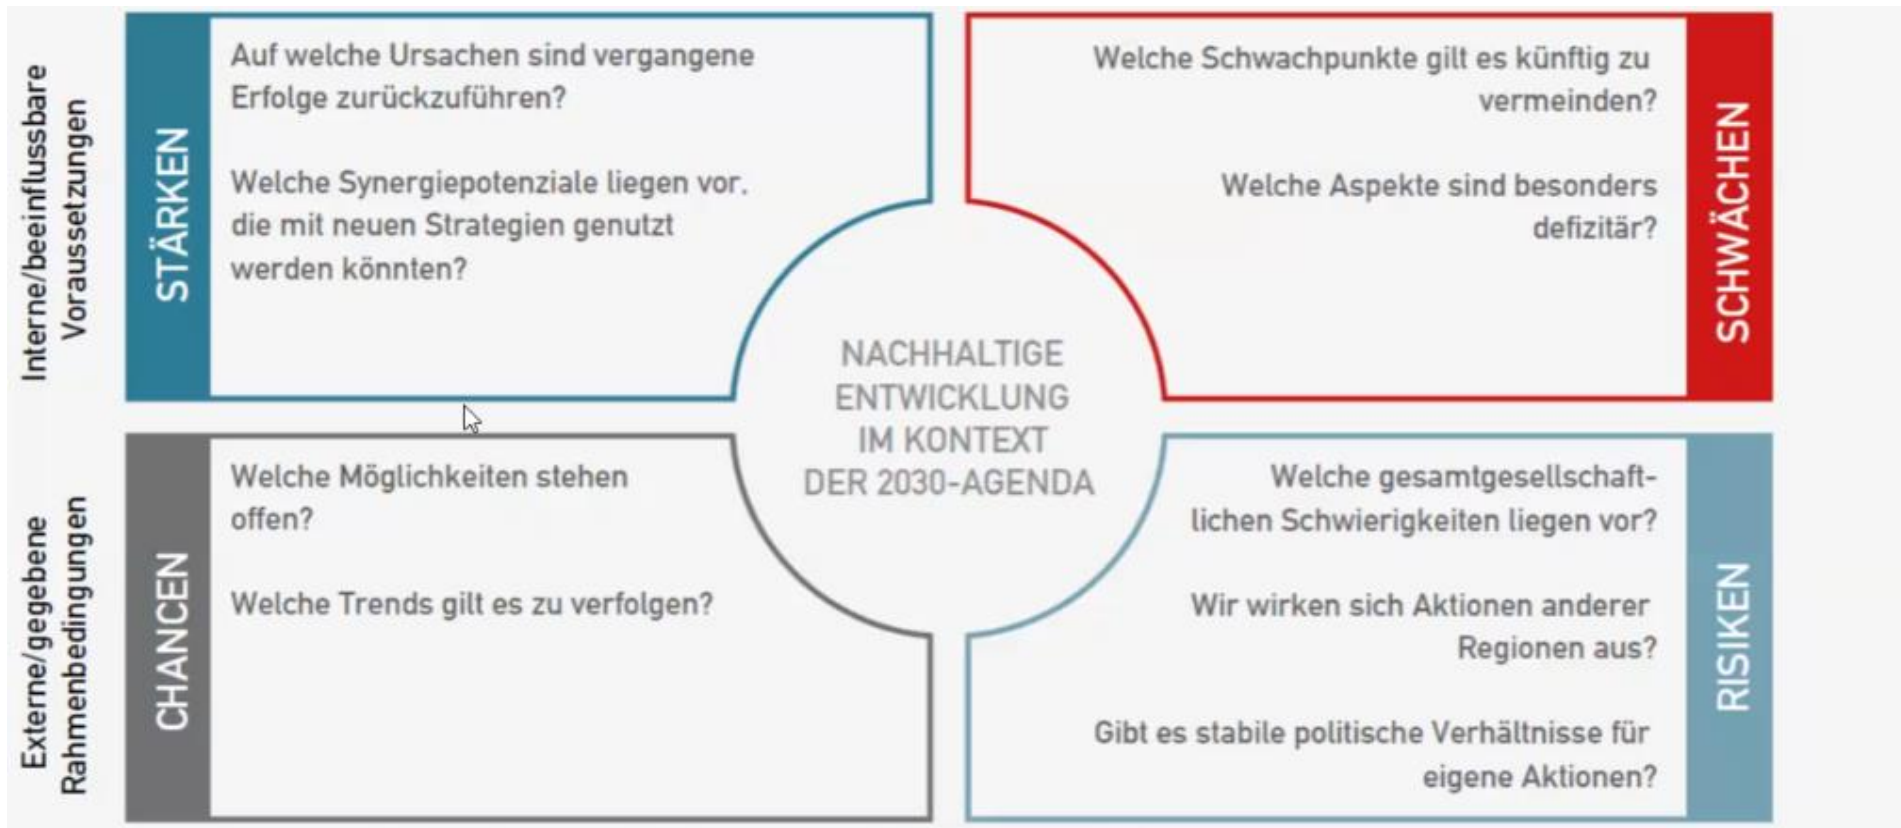 Interne/beeinflussbare
Voraussetzungen
STÄRKEN
Auf welche Ursachen sind vergangene
Erfolge zurückzuführen?
Welche Synergiepotenziale liegen vor,
die mit neuen Strategien genutzt
werden könnten?
Welche Schwachpunkte gilt es künftig zu
vermeinden?
Welche Aspekte sind besonders
defizitär?
SCHWÄCHEN
NACHHALTIGE
ENTWICKLUNG
IM KONTEXT
DER 2030-AGENDA
Externe/gegebene
Rahmenbedingungen
CHANCEN
Welche Möglichkeiten stehen
offen?
Welche Trends gilt es zu verfolgen?
Welche gesamtgesellschaft-
lichen Schwierigkeiten liegen vor?
Wir wirken sich Aktionen anderer
Regionen aus?
Gibt es stabile politische Verhältnisse für
eigene Aktionen?
RISIKEN